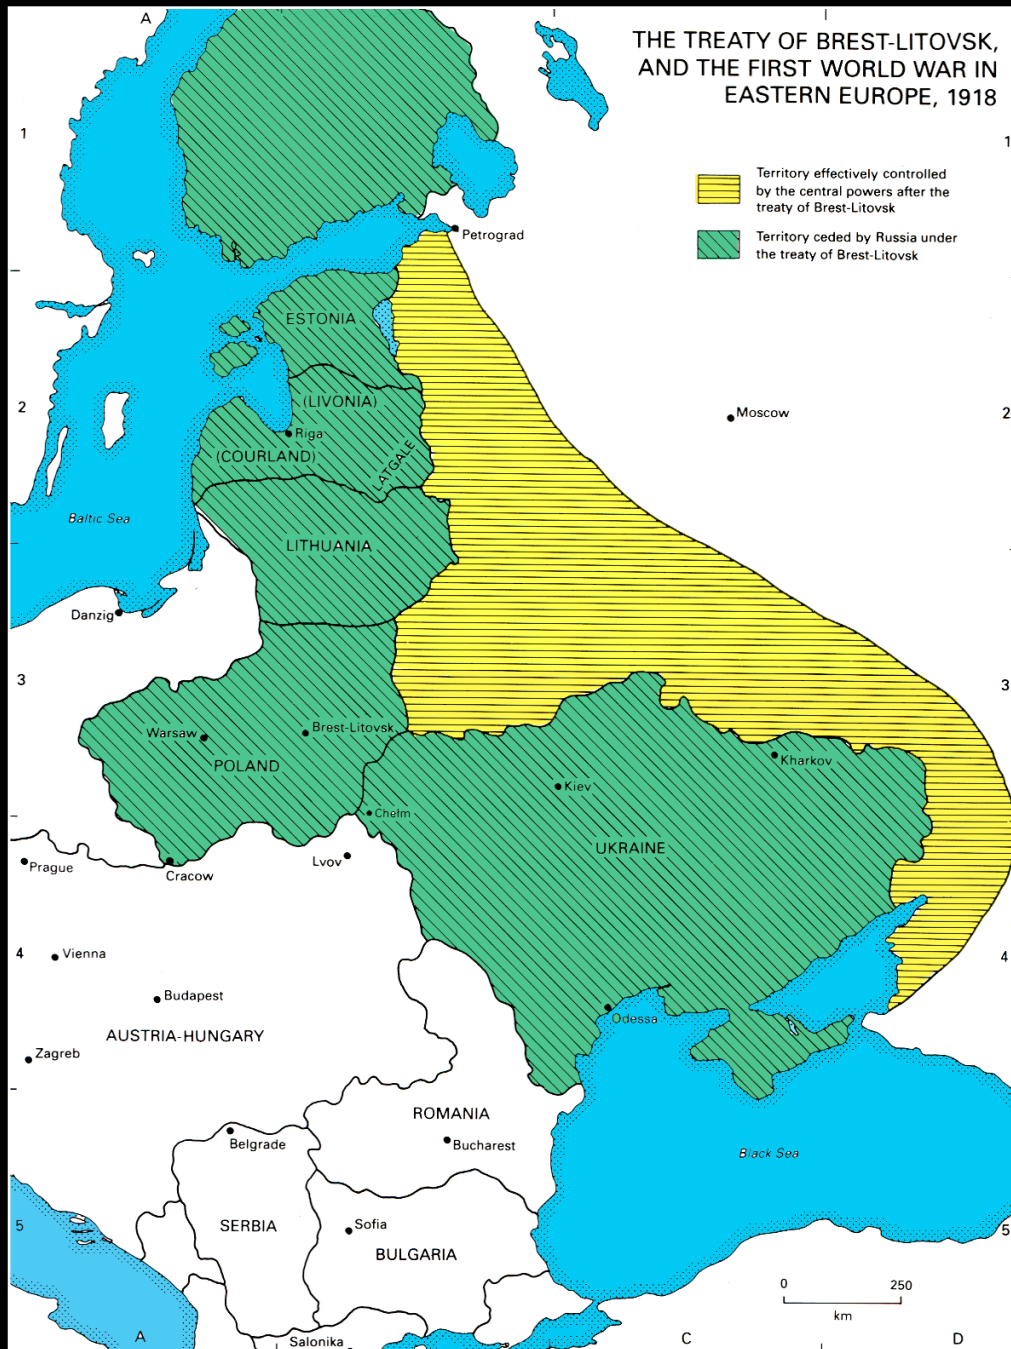 A
THE TREATY OF BREST-LITOVSK,
AND THE FIRST WORLD WAR IN
EASTERN EUROPE, 1918
1
1
Territory effectively controlled
by the central powers after the
treaty of Brest-Litovsk
Territory ceded by Russia under
the treaty of Brest-Litovsk
Petrograd
ESTONIA
2
(LIVONIA)
Moscow
2
Riga
(COURLAND)
LATGALE
Baltic Sea
LITHUANIA
Danzig
3
3
Warsaw
Brest-Litovsk
POLAND
Kharkov
Kiev
Chełm
UKRAINE
Prague
Cracow
Lvov
4
Vienna
4
Budapest
Odessa
AUSTRIA-HUNGARY
Zagreb
ROMANIA
Belgrade
Bucharest
Black Sea
5
SERBIA
Sofia
BULGARIA
5
0 250
km
A
Salonika
C
D